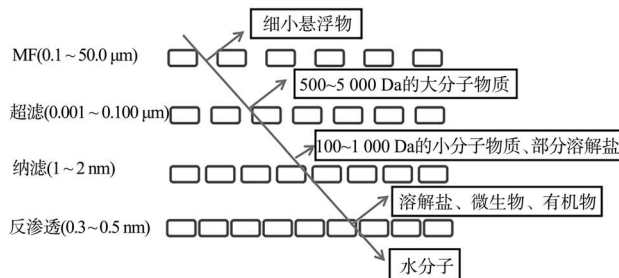 细小悬浮物
MF(0.1~50.0 μm)
500~5 000 Da的大分子物质
超滤(0.001~0.100 μm)
100~1 000 Da的小分子物质、部分溶解盐
纳滤(1~2 nm)
溶解盐、微生物、有机物
反渗透(0.3~0.5 nm)
水分子